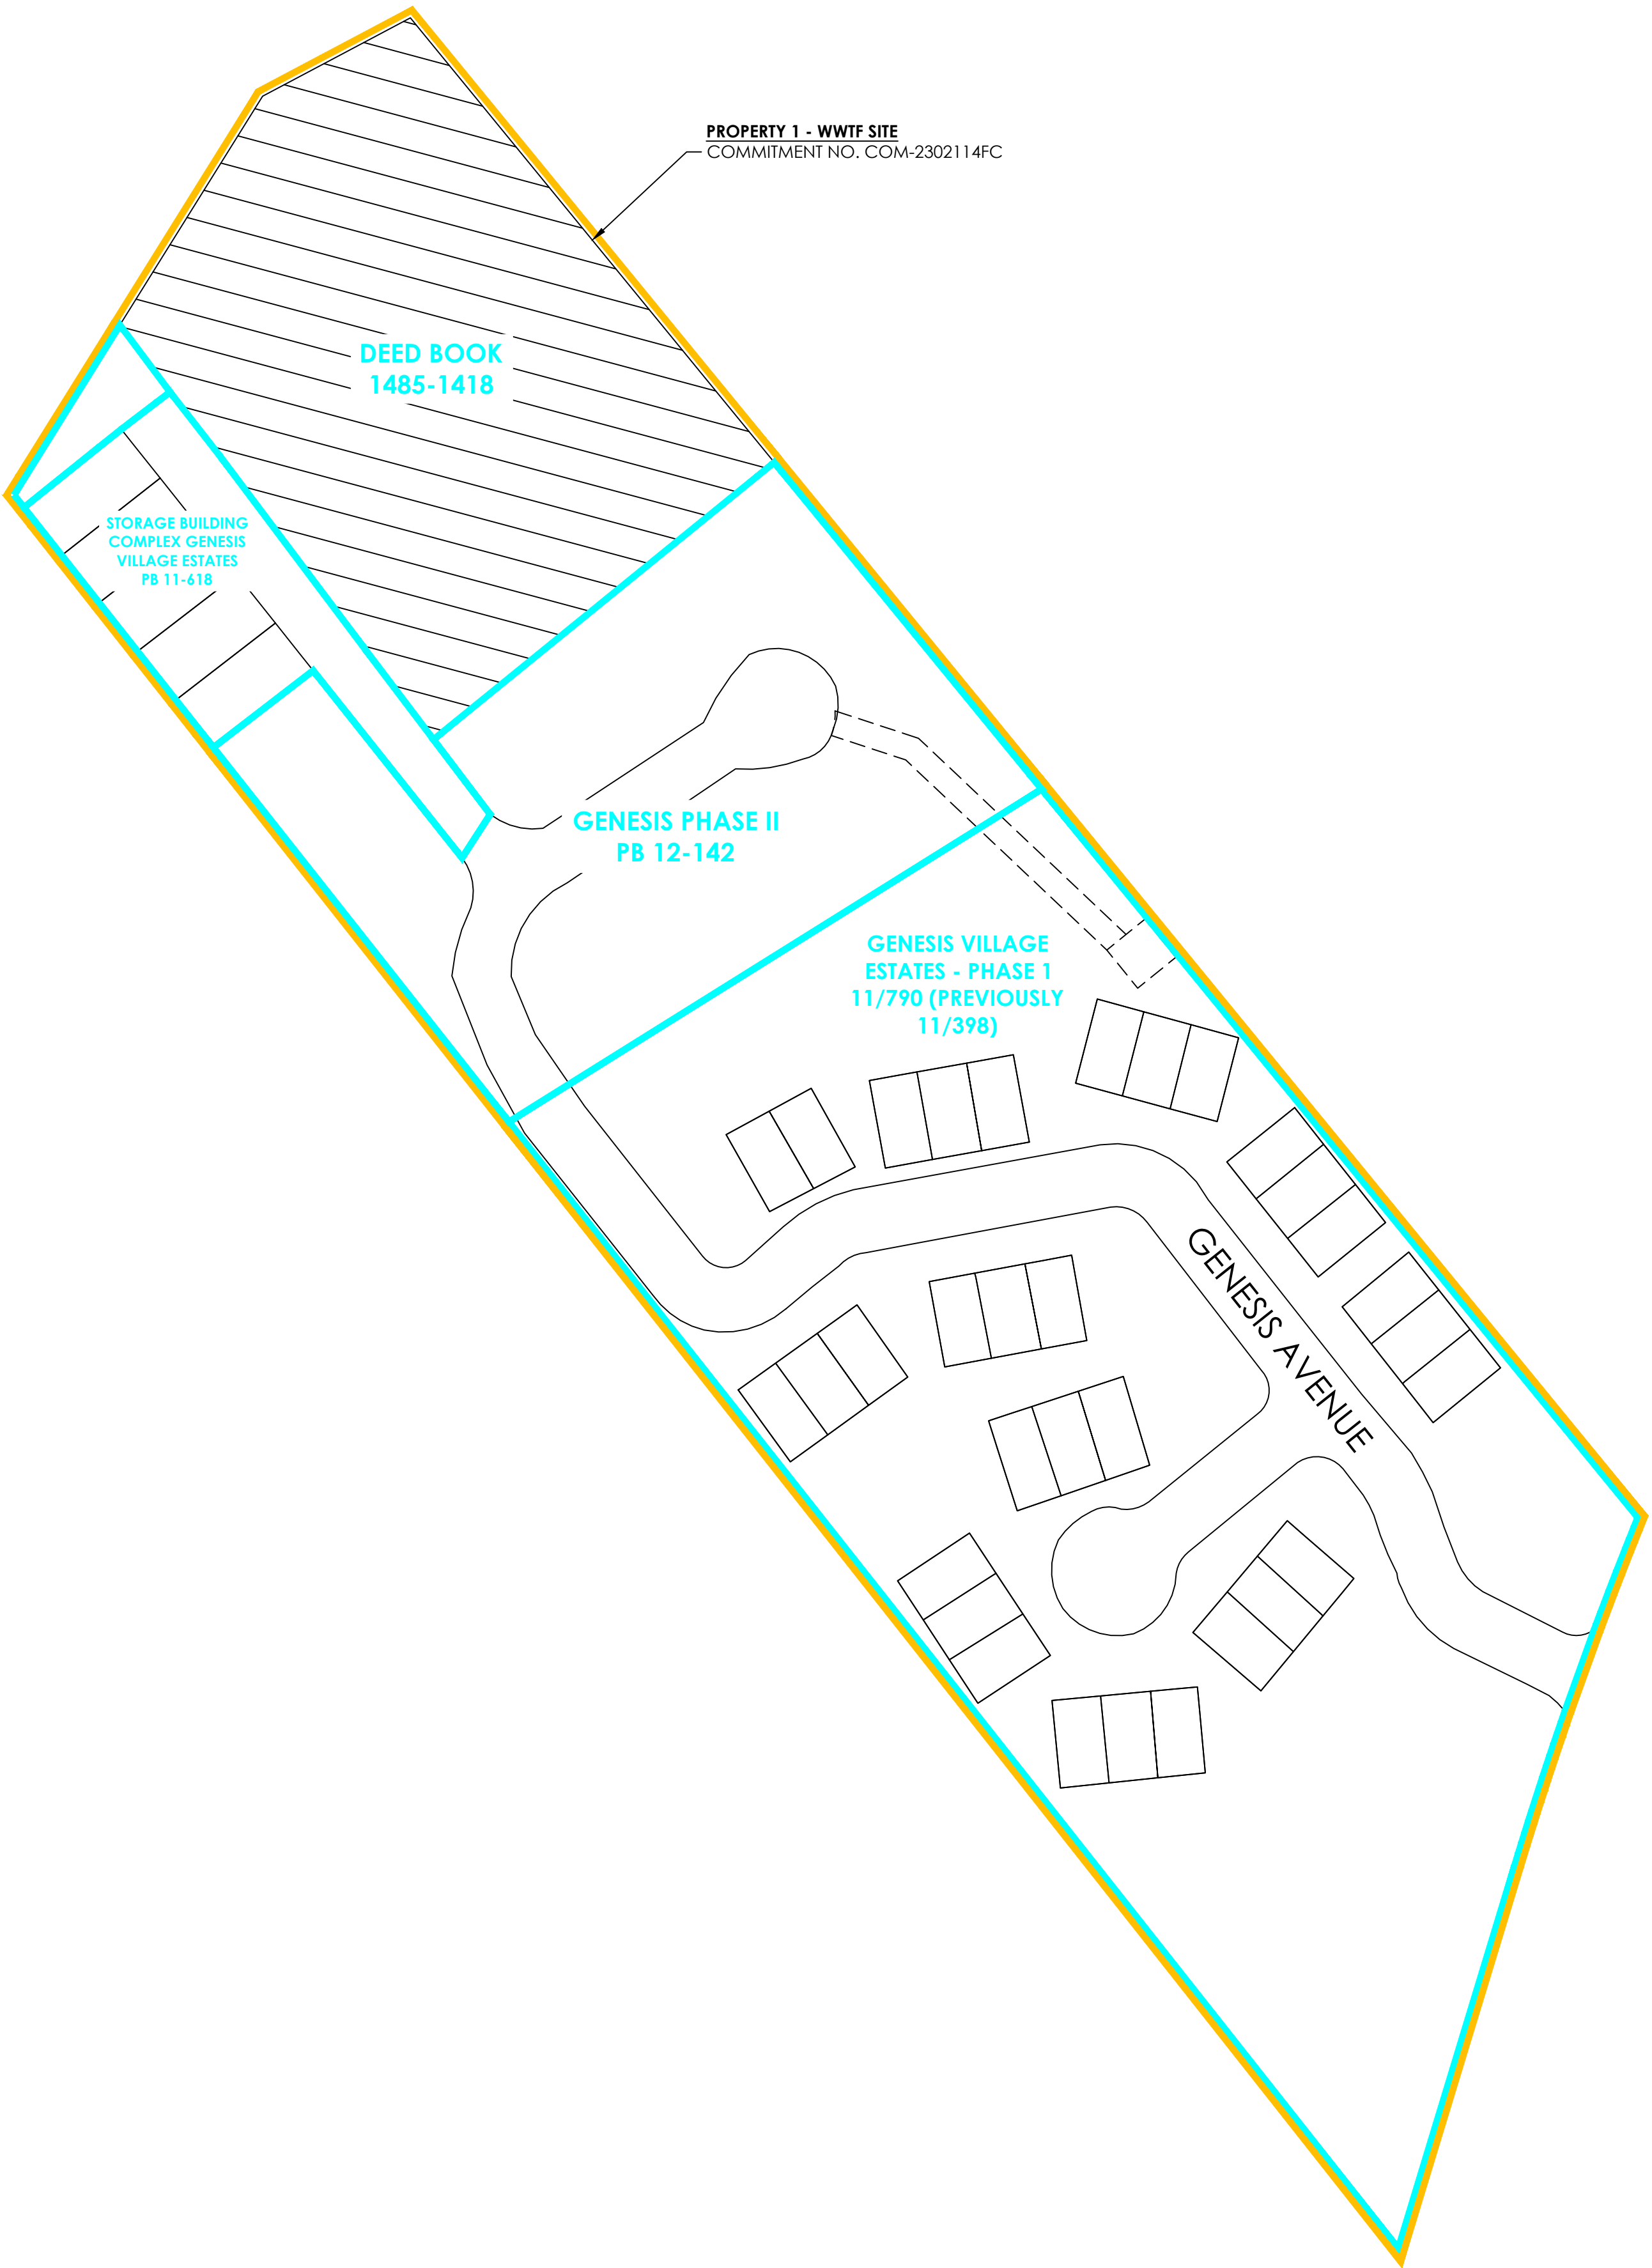 PROPERTY 1 - WWTF SITE
COMMITMENT NO. COM-2302114FC
DEED BOOK
1485-1418
STORAGE BUILDING
COMPLEX GENESIS
VILLAGE ESTATES
PB 11-618
GENESIS PHASE II
PB 12-142
GENESIS VILLAGE
ESTATES - PHASE 1
11/790 (PREVIOUSLY
11/398)
GENESIS AVENUE